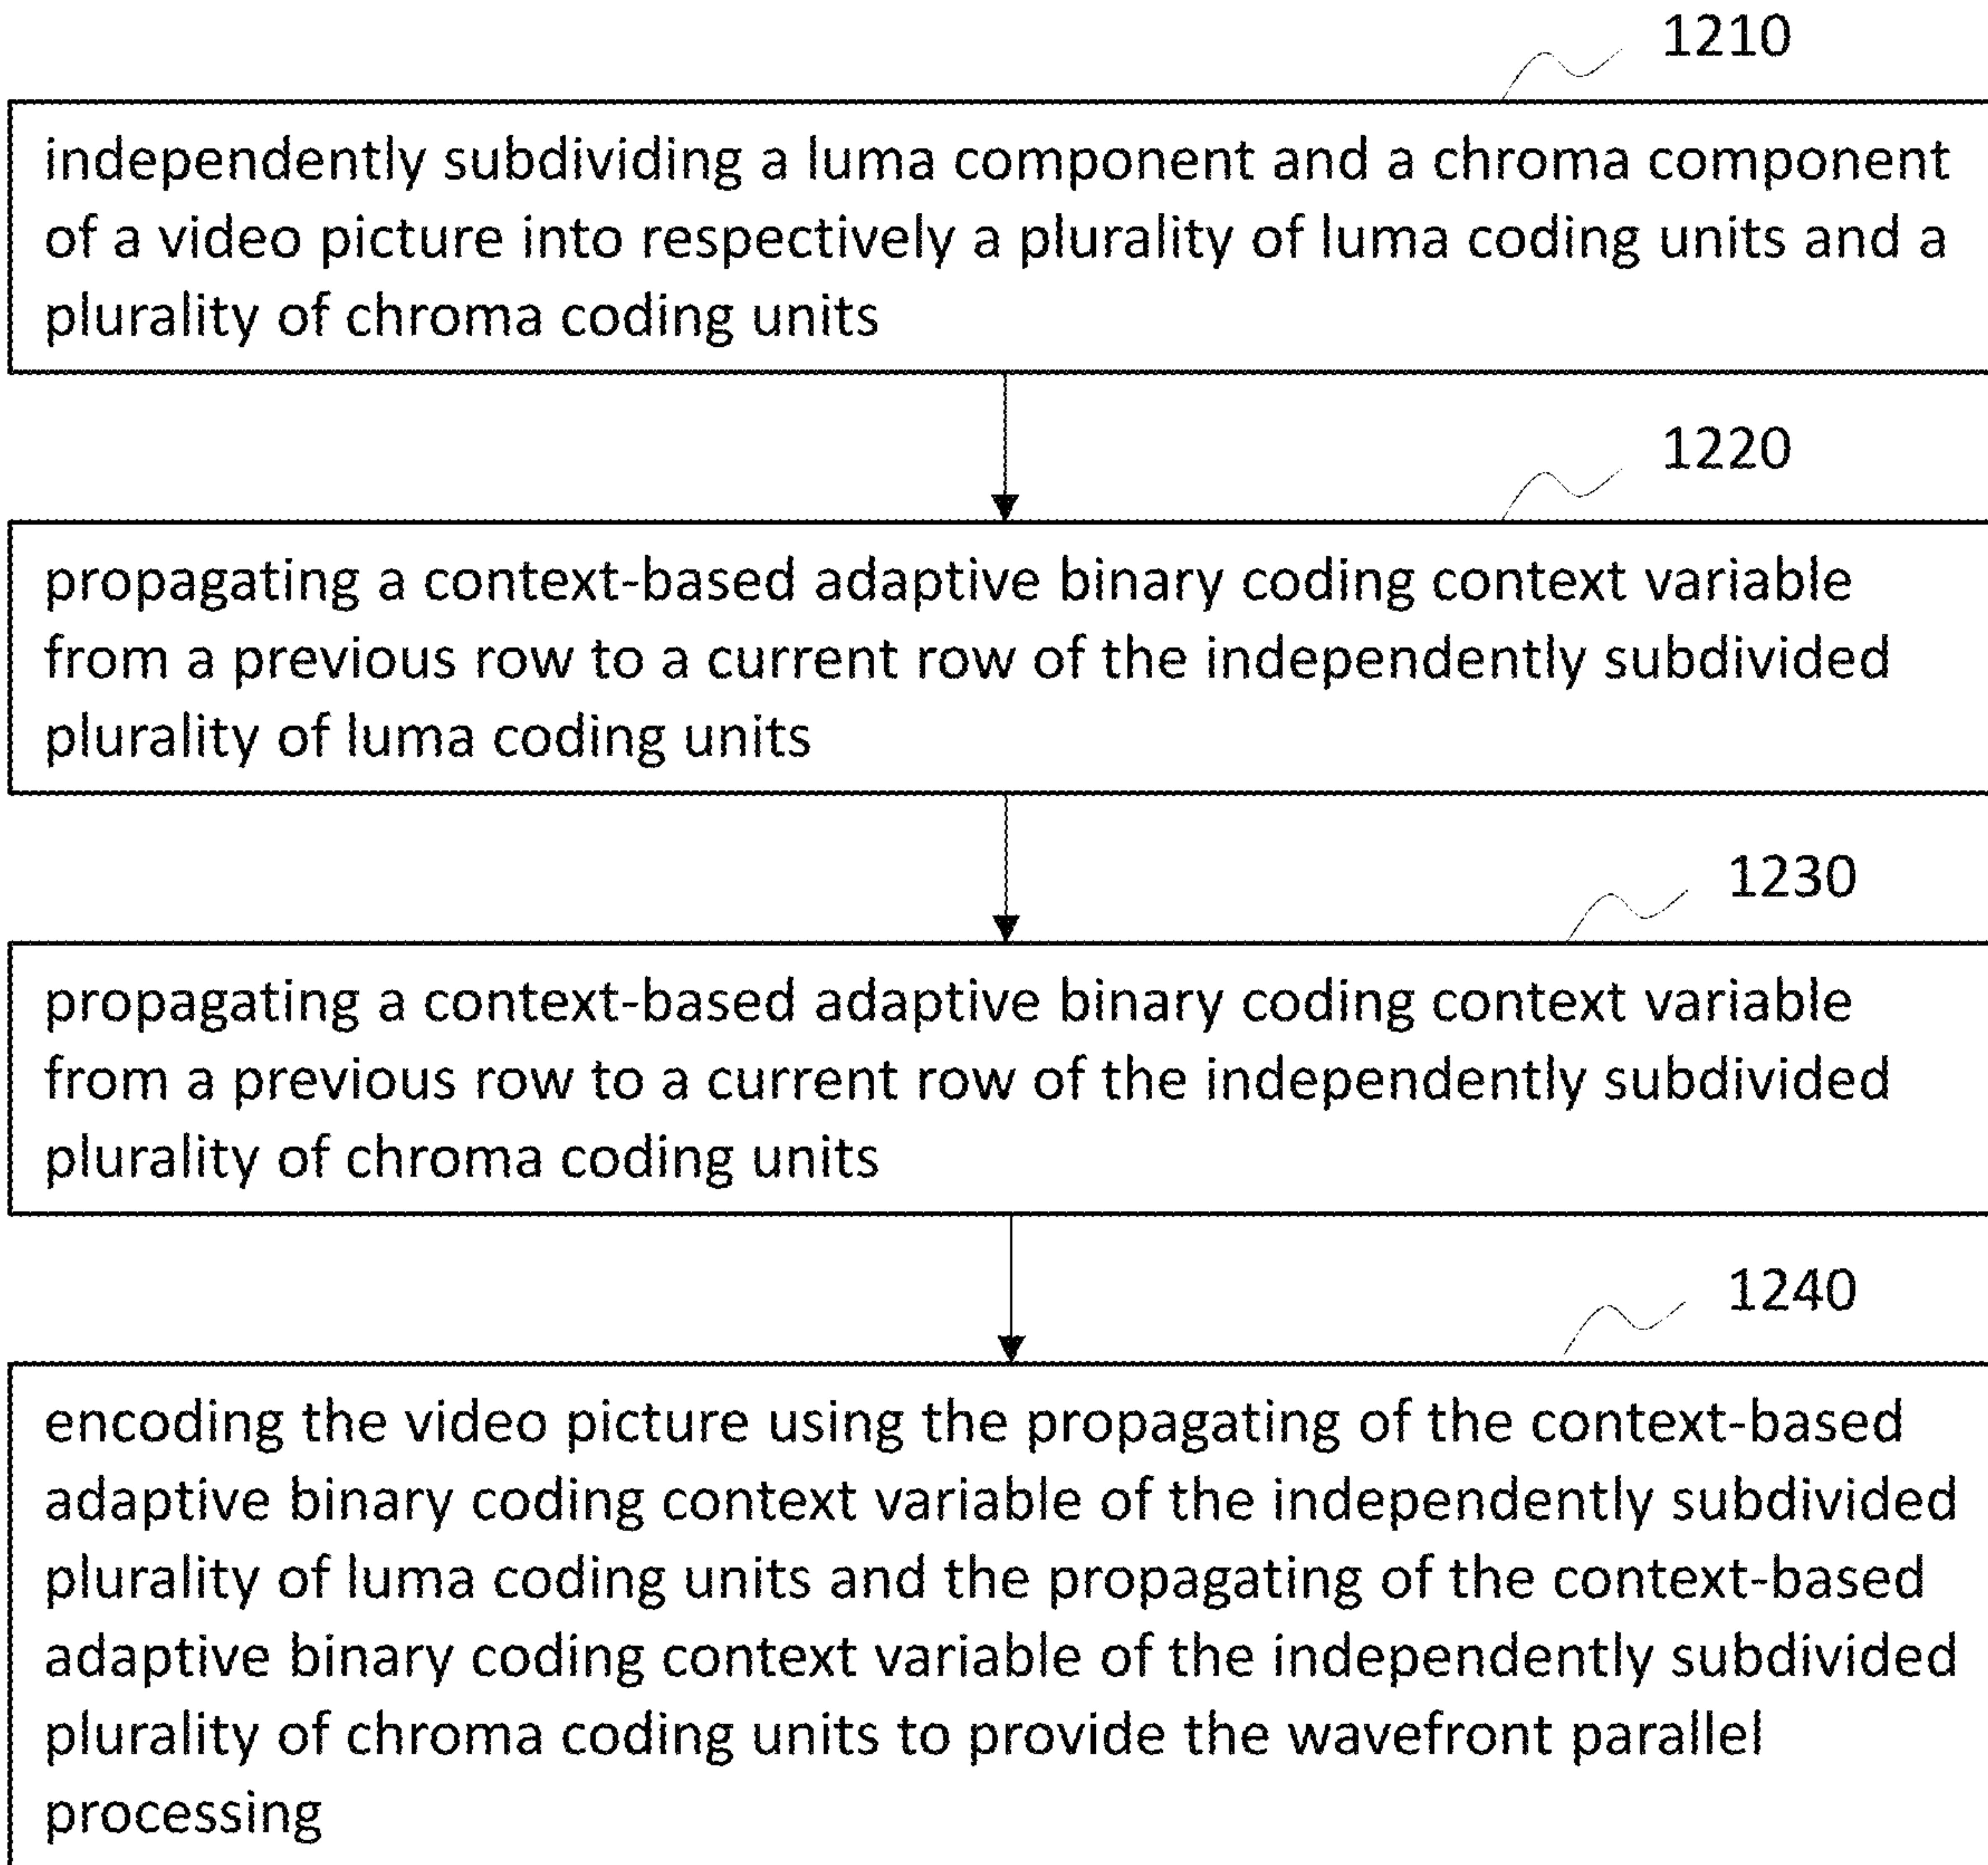 1210
independently subdividing a luma component and a chroma component
of a video picture into respectively a plurality of luma coding units and a
plurality of chroma coding units
1220
propagating a context-based adaptive binary coding context variable
from a previous row to a current row of the independently subdivided
plurality of luma coding units
1230
propagating a context-based adaptive binary coding context variable
from a previous row to a current row of the independently subdivided
plurality of chroma coding units
1240
encoding the video picture using the propagating of the context-based
adaptive binary coding context variable of the independently subdivided
plurality of luma coding units and the propagating of the context-based
adaptive binary coding context variable of the independently subdivided
plurality of chroma coding units to provide the wavefront parallel
processing